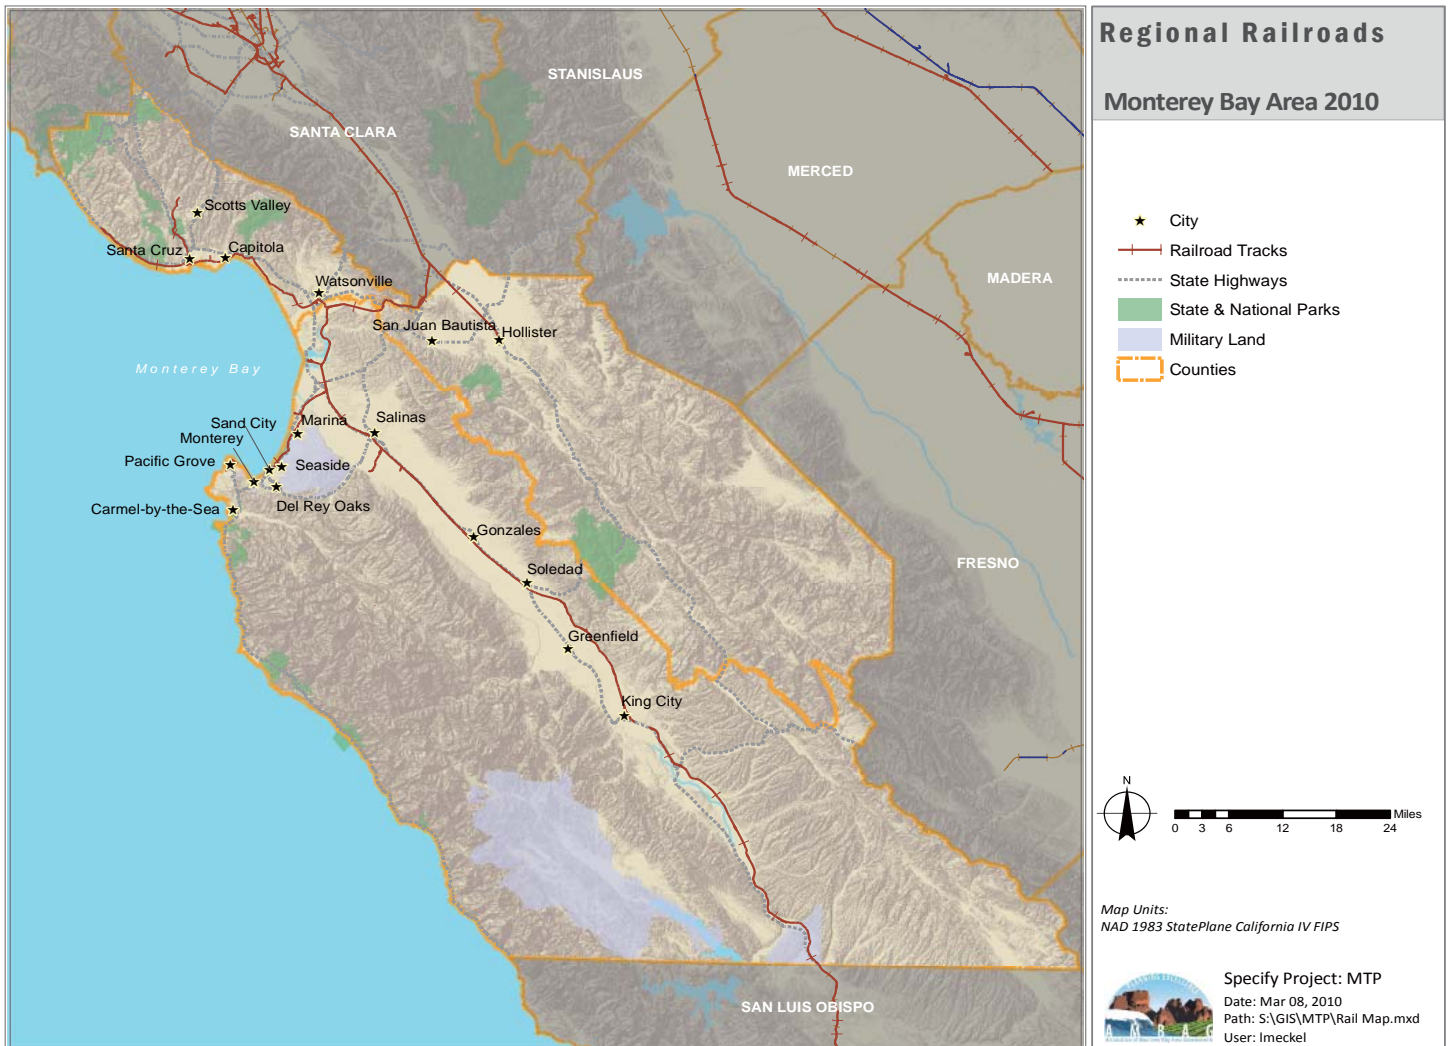 Regional Railroads
Monterey Bay Area 2010
STANISLAUS
SANTA CLARA
MERCED
MADERA
FRESNO
SAN LUIS OBISPO
Scotts Valley
Santa Cruz
Capitola
Watsonville
San Juan Bautista
Hollister
Monterey Bay
Sand City
Marina
Salinas
Monterey
Pacific Grove
Seaside
Carmel-by-the-Sea
Del Rey Oaks
Gonzales
Soledad
Greenfield
King City
City
Railroad Tracks
State Highways
State & National Parks
Military Land
Counties
N
Miles
0 3 6 12 18 24
Map Units:
NAD 1983 StatePlane California IV FIPS
AMBAG
Specify Project: MTP
Date: Mar 08, 2010
Path: S:\GIS\MTP\Rail Map.mxd
User: lmeckel